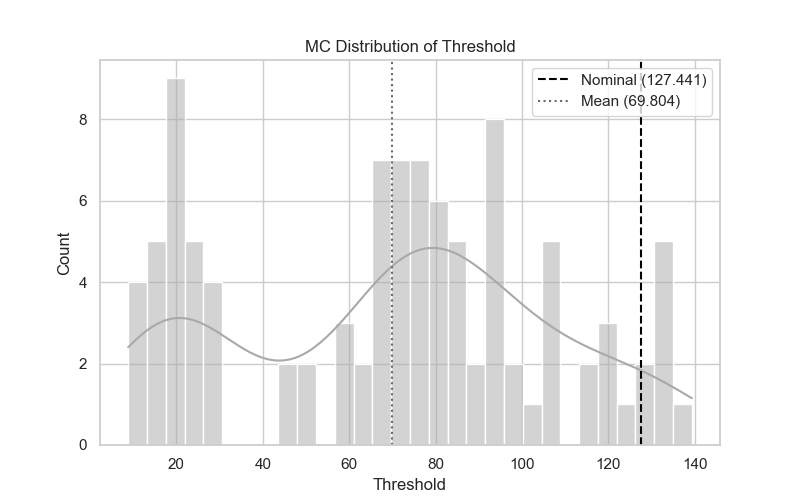 MC Distribution of Threshold
Nominal (127.441)
Mean (69.804)
Count
8
6
4
2
0
20 40 60 80 100 120 140
Threshold